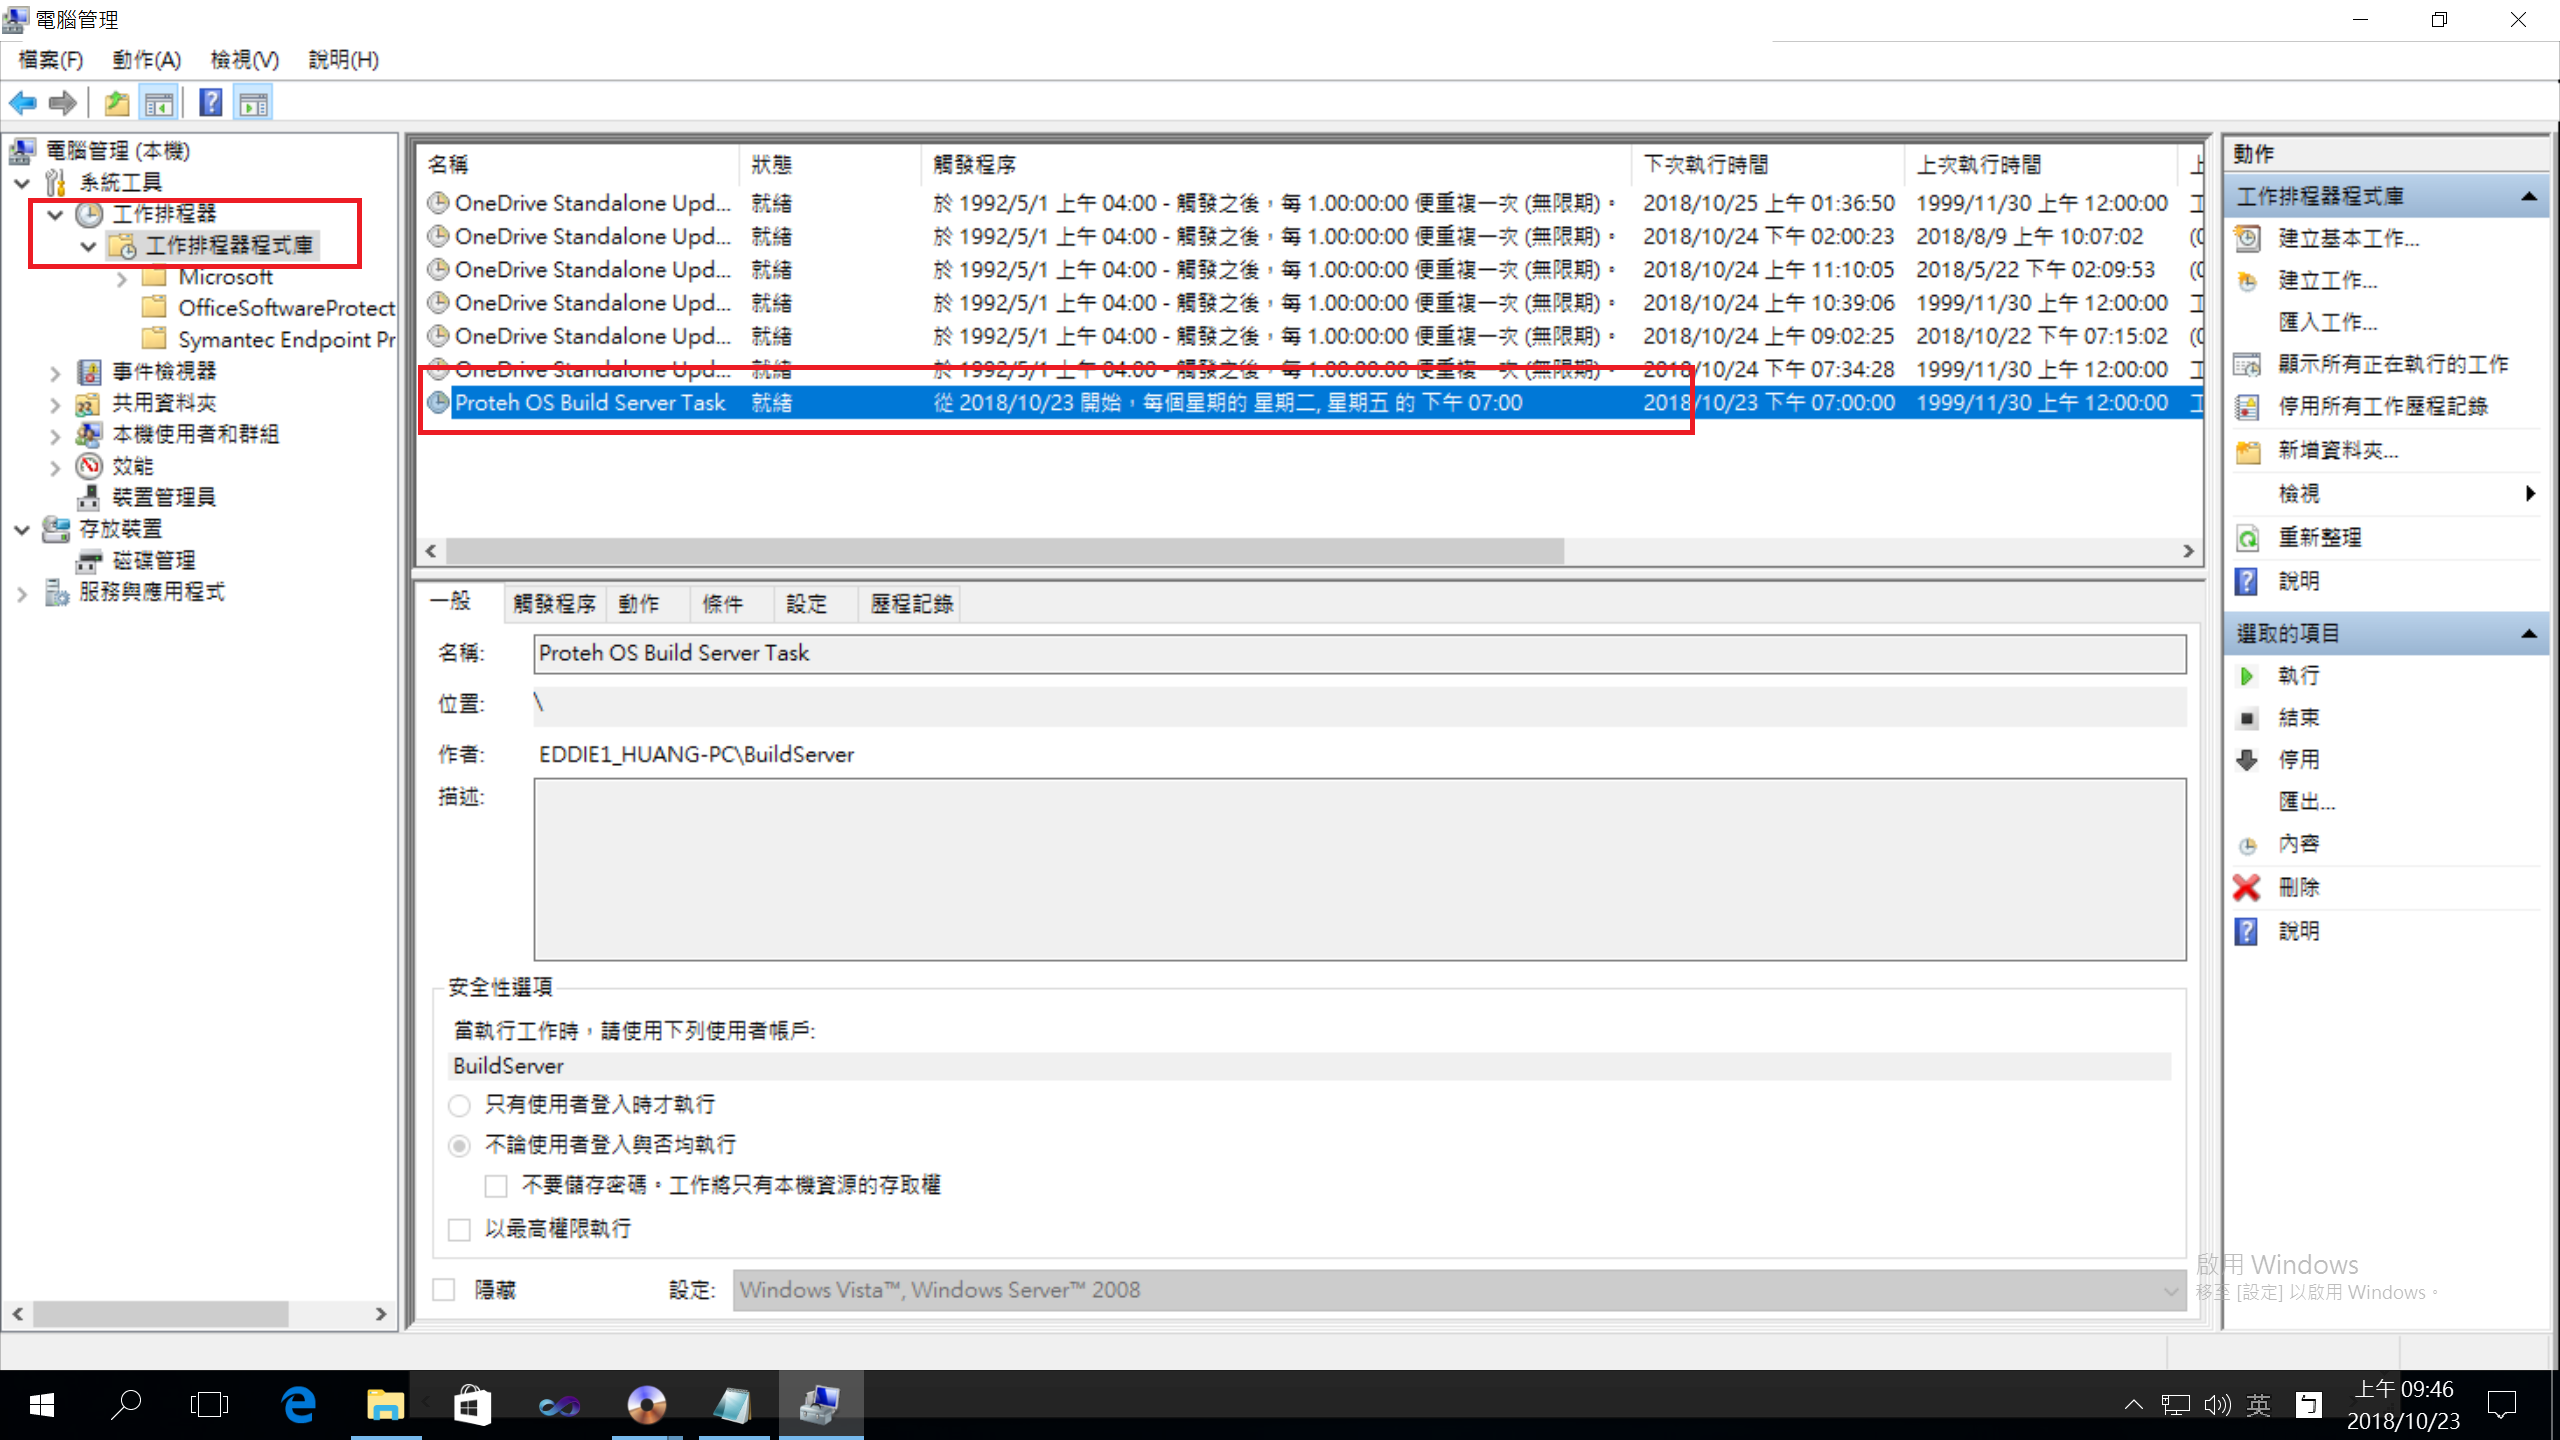 電腦管理
檔案(F) 動作(A) 檢視(V) 說明(H)
電腦管理 (本機)
系統工具
工作排程器
工作排程器程式庫
Microsoft
OfficeSoftwareProtect
Symantec Endpoint Pr
事件檢視器
共用資料夾
本機使用者和群組
效能
裝置管理員
存放裝置
磁碟管理
服務與應用程式
名稱 狀態 觸發程序 下次執行時間 上次執行時間
OneDrive Standalone Upd... 就緒 於 1992/5/1 上午 04:00 - 觸發之後，每 1.00:00:00 便重複一次 (無限期)。 2018/10/25 上午 01:36:50 1999/11/30 上午 12:00:00
OneDrive Standalone Upd... 就緒 於 1992/5/1 上午 04:00 - 觸發之後，每 1.00:00:00 便重複一次 (無限期)。 2018/10/24 下午 02:00:23 2018/8/9 上午 10:07:02
OneDrive Standalone Upd... 就緒 於 1992/5/1 上午 04:00 - 觸發之後，每 1.00:00:00 便重複一次 (無限期)。 2018/10/24 上午 11:10:05 2018/5/22 下午 02:09:53
OneDrive Standalone Upd... 就緒 於 1992/5/1 上午 04:00 - 觸發之後，每 1.00:00:00 便重複一次 (無限期)。 2018/10/24 上午 10:39:06 1999/11/30 上午 12:00:00
OneDrive Standalone Upd... 就緒 於 1992/5/1 上午 04:00 - 觸發之後，每 1.00:00:00 便重複一次 (無限期)。 2018/10/24 上午 09:02:25 2018/10/22 下午 07:15:02
OneDrive Standalone Upd... 就緒 於 1992/5/1 上午 04:00 - 觸發之後，每 1.00:00:00 便重複一次 (無限期)。 2018/10/24 上午 07:34:28 1999/11/30 上午 12:00:00
Proteh OS Build Server Task 就緒 從 2018/10/23 開始，每個星期的 星期二, 星期五 的 下午 07:00 2018/10/23 下午 07:00:00 1999/11/30 上午 12:00:00
一般 觸發程序 動作 條件 設定 歷程記錄
名稱: Proteh OS Build Server Task
位置: \
作者: EDDIE1_HUANG-PC\BuildServer
描述:
安全性選項
當執行工作時，請使用下列使用者帳戶:
BuildServer
只有使用者登入時才執行
不論使用者登入與否均執行
不要儲存密碼。工作將只有本機資源的存取權
以最高權限執行
隱藏 設定: Windows Vista™, Windows Server™ 2008
動作
工作排程器程式庫
建立基本工作...
建立工作...
匯入工作...
顯示所有正在執行的工作
停用所有工作歷程記錄
新增資料夾...
檢視
重新整理
說明
選取的項目
執行
結束
停用
匯出...
內容
刪除
說明
啟用 Windows
移至 [設定] 以啟用 Windows。
英
上午 09:46
2018/10/23